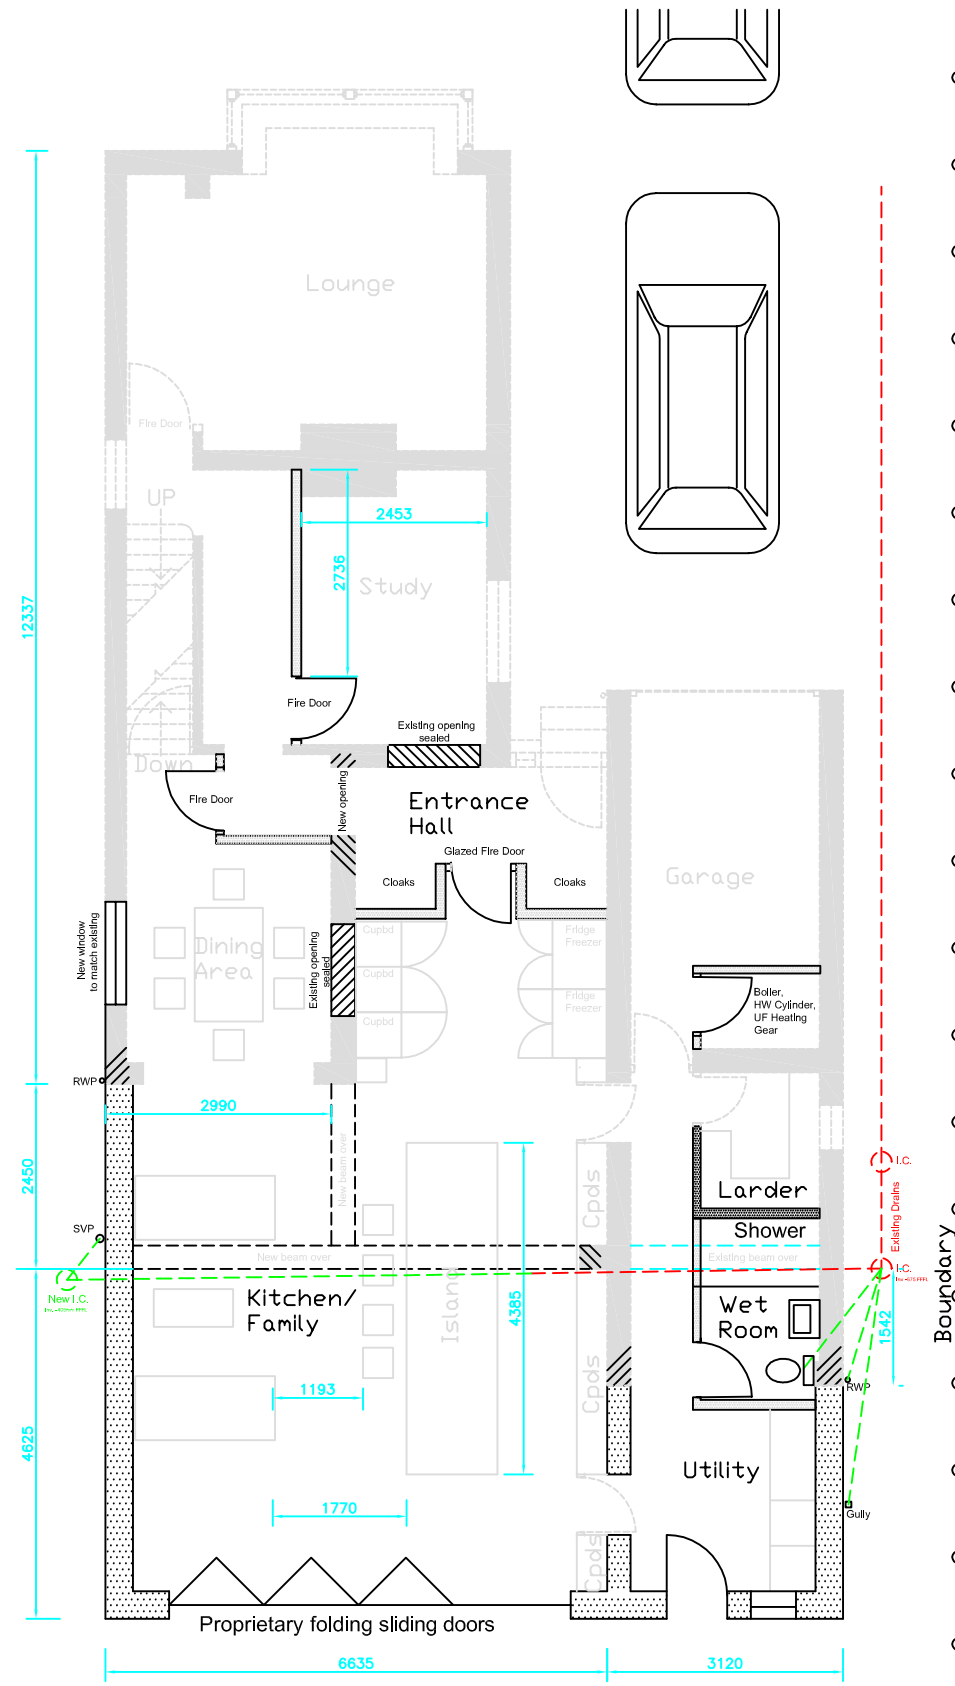 Lounge
Fire Door
UP
2453
2736
Study
12337
Fire Door
Existing opening
sealed
Down
Fire Door
New opening
Entrance
Hall
Glazed Fire Door
Cloaks
Cloaks
Garage
Cupbd
Fridge
Freezer
New window
to match existing
Dining
Area
Existing opening
sealed
Cupbd
Fridge
Freezer
Cupbd
Boiler,
HW Cylinder,
UF Heating
Gear
RWP
2990
2450
New beam over
Cpds
Larder
I.C.
Existing Drains
SVP
Shower
New beam over
Existing beam over
I.C.
New I.C.
Kitchen/
Family
Island
4385
Wet
Room
1542
Boundary
1193
Cpds
RWP
4625
Utility
1770
Gully
Cpds
Proprietary folding sliding doors
6635
3120